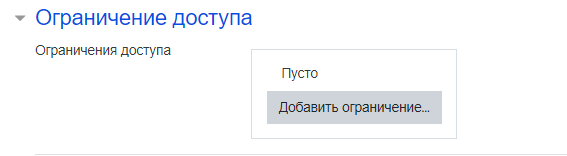 Ограничение доступа
Ограничения доступа
Пусто
Добавить ограничение...